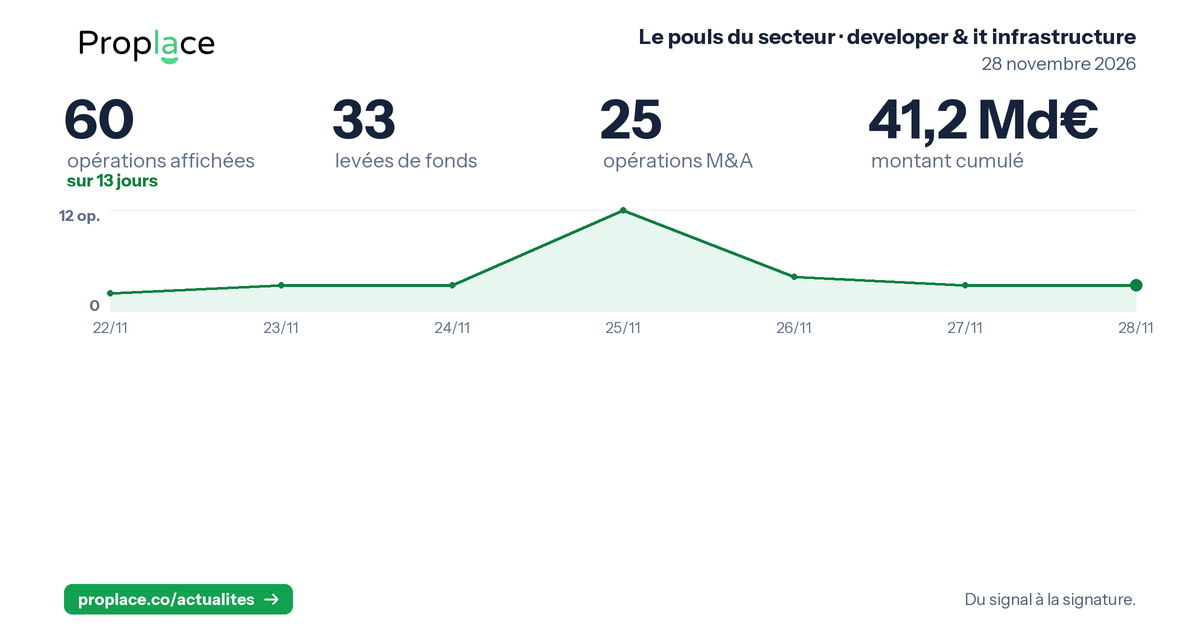 Proplace
Le pouls du secteur · developer & it infrastructure
28 novembre 2026
60
opérations affichées
sur 13 jours
33
levées de fonds
25
opérations M&A
41,2 Md€
montant cumulé
12 op.
0
22/11
23/11
24/11
25/11
26/11
27/11
28/11
proplace.co/actualites →
Du signal à la signature.